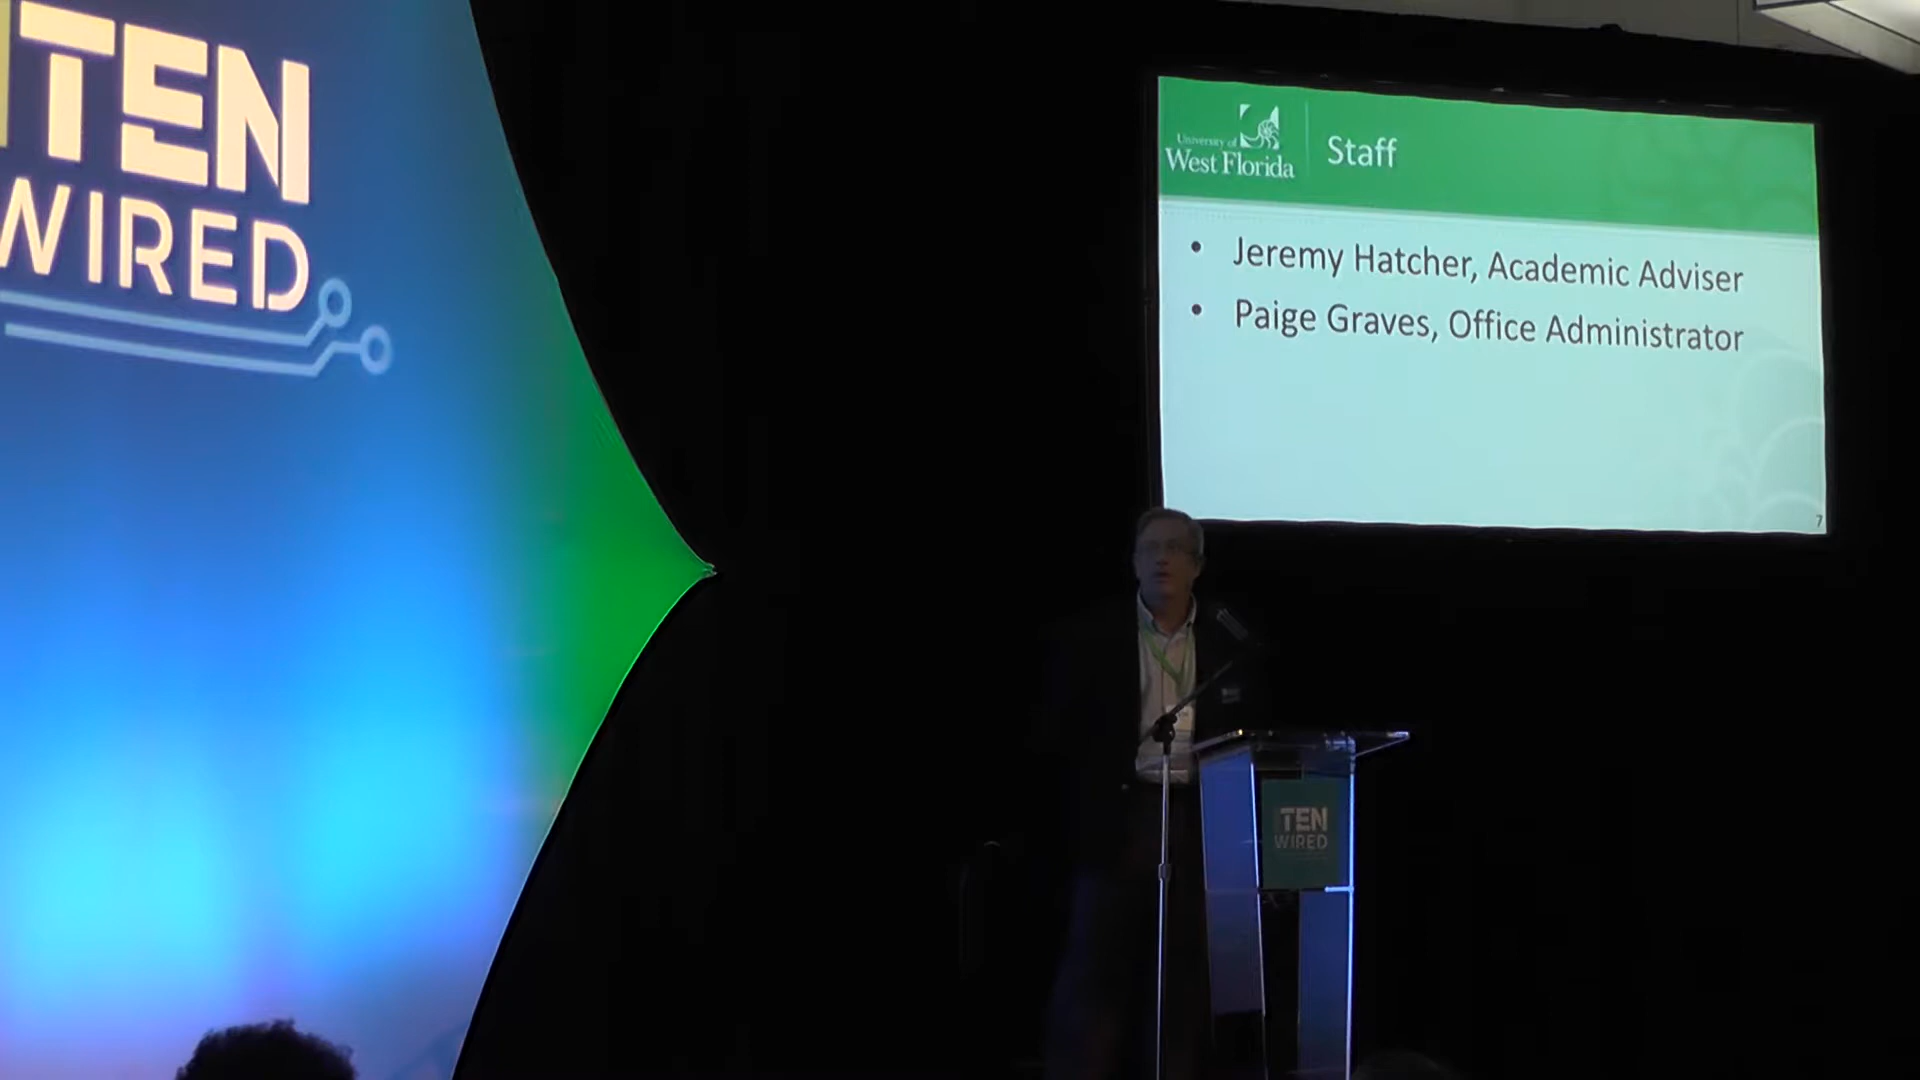 TEN
WIRED
University of
West Florida
Staff
• Jeremy Hatcher, Academic Adviser
• Paige Graves, Office Administrator
7
TEN
WIRED